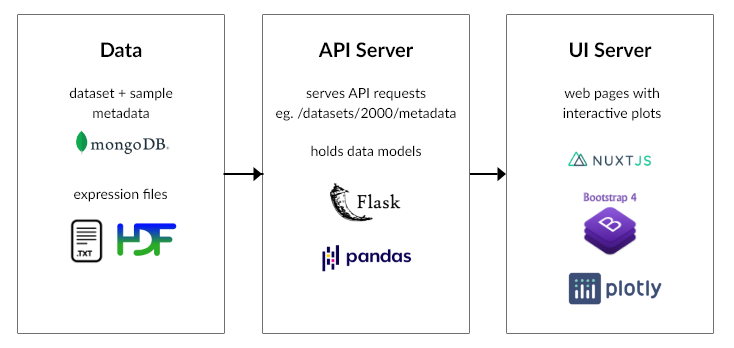 Data
dataset + sample
metadata
mongoDB®
expression files
.TXT
HDF
API Server
serves API requests
eg. /datasets/2000/metadata
holds data models
Flask
pandas
UI Server
web pages with
interactive plots
NUXTJS
Bootstrap 4
B
plotly